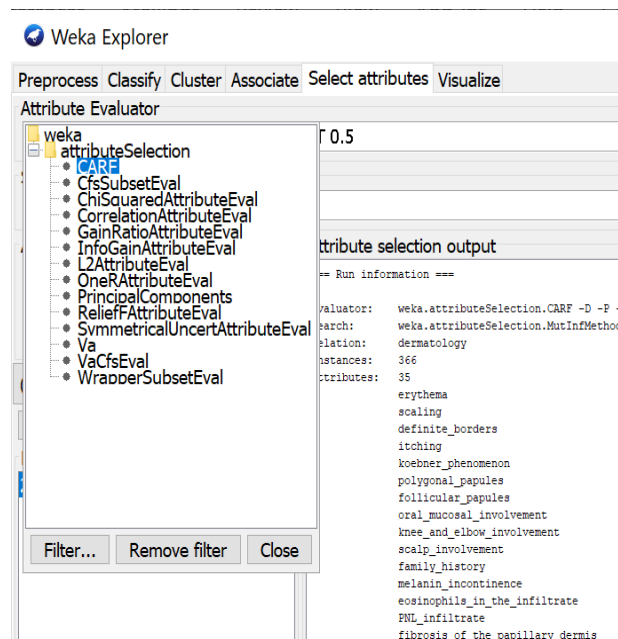 Weka Explorer
Preprocess Classify Cluster Associate Select attributes Visualize
Attribute Evaluator
weka
attributeSelection
CARF
CfsSubsetEval
ChiSquaredAttributeEval
CorrelationAttributeEval
GainRatioAttributeEval
InfoGainAttributeEval
L2AttributeEval
OneRAttributeEval
PrincipalComponents
ReliefFAttributeEval
SymmetricalUncertAttributeEval
Va
VaCfsEval
WrapperSubsetEval
Filter... Remove filter Close
T 0.5
ttribute selection output
== Run information ===
valuator: weka.attributeSelection.CARF -D -P -
earch: weka.attributeSelection.MutInfMethod
elation: dermatology
nstances: 366
ttributes: 35
erythema
scaling
definite_borders
itching
koebner_phenomenon
polygonal_papules
follicular_papules
oral_mucosal_involvement
knee_and_elbow_involvement
scalp_involvement
family_history
melanin_incontinence
eosinophils_in_the_infiltrate
PNL_infiltrate
fibrosis_of_the_papillary_dermis